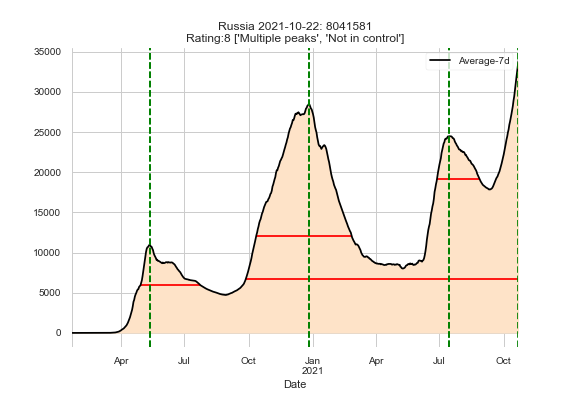 Russia 2021-10-22: 8041581
Rating:8 ['Multiple peaks', 'Not in control']
Average-7d
35000
30000
25000
20000
15000
10000
5000
0
Apr Jul Oct Jan Apr Jul Oct
2021
Date